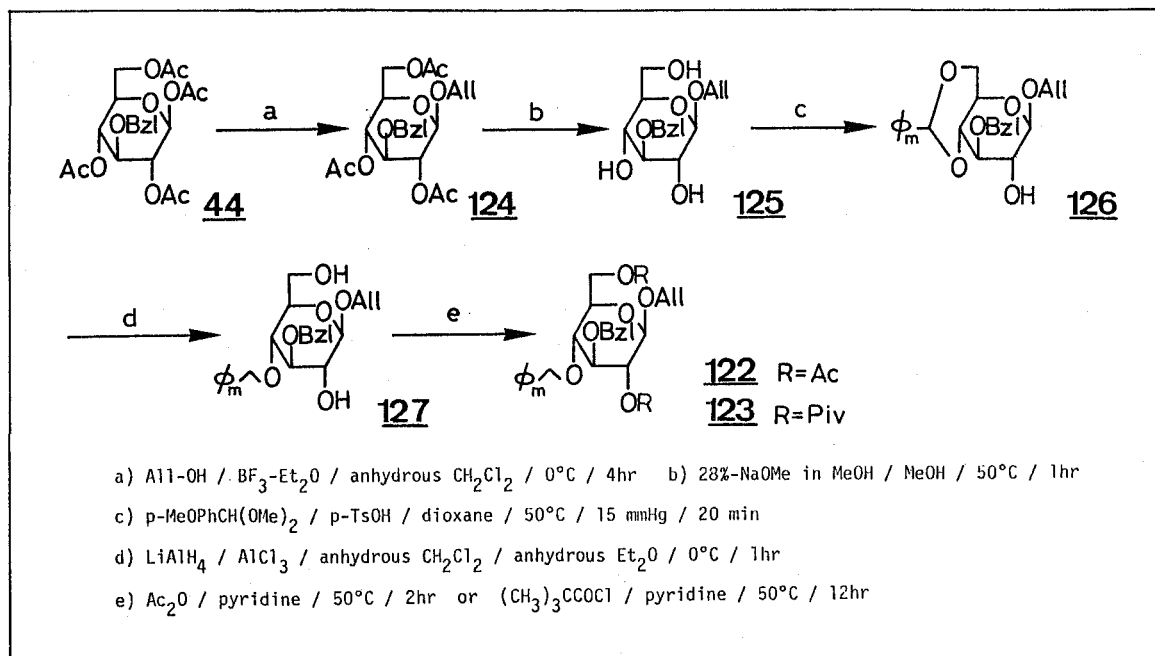 OAc OAc OAll OH OAll OAll
OAc a OBzl b OBzl c O OBzl
OBzl
AcO AcO HO ϕm O
OAc 44 OAc 124 OH 125 OH 126
d OH OAll e OR OAll
OBzl OBzl
ϕm O OH 127 ϕm O OR
122 R=Ac
123 R=Piv
a) All-OH / BF3-Et2O / anhydrous CH2Cl2 / 0°C / 4hr b) 28%-NaOMe in MeOH / MeOH / 50°C / 1hr
c) p-MeOPhCH(OMe)2 / p-TsOH / dioxane / 50°C / 15 mmHg / 20 min
d) LiAlH4 / AlCl3 / anhydrous CH2Cl2 / anhydrous Et2O / 0°C / 1hr
e) Ac2O / pyridine / 50°C / 2hr or (CH3)3CCOCl / pyridine / 50°C / 12hr